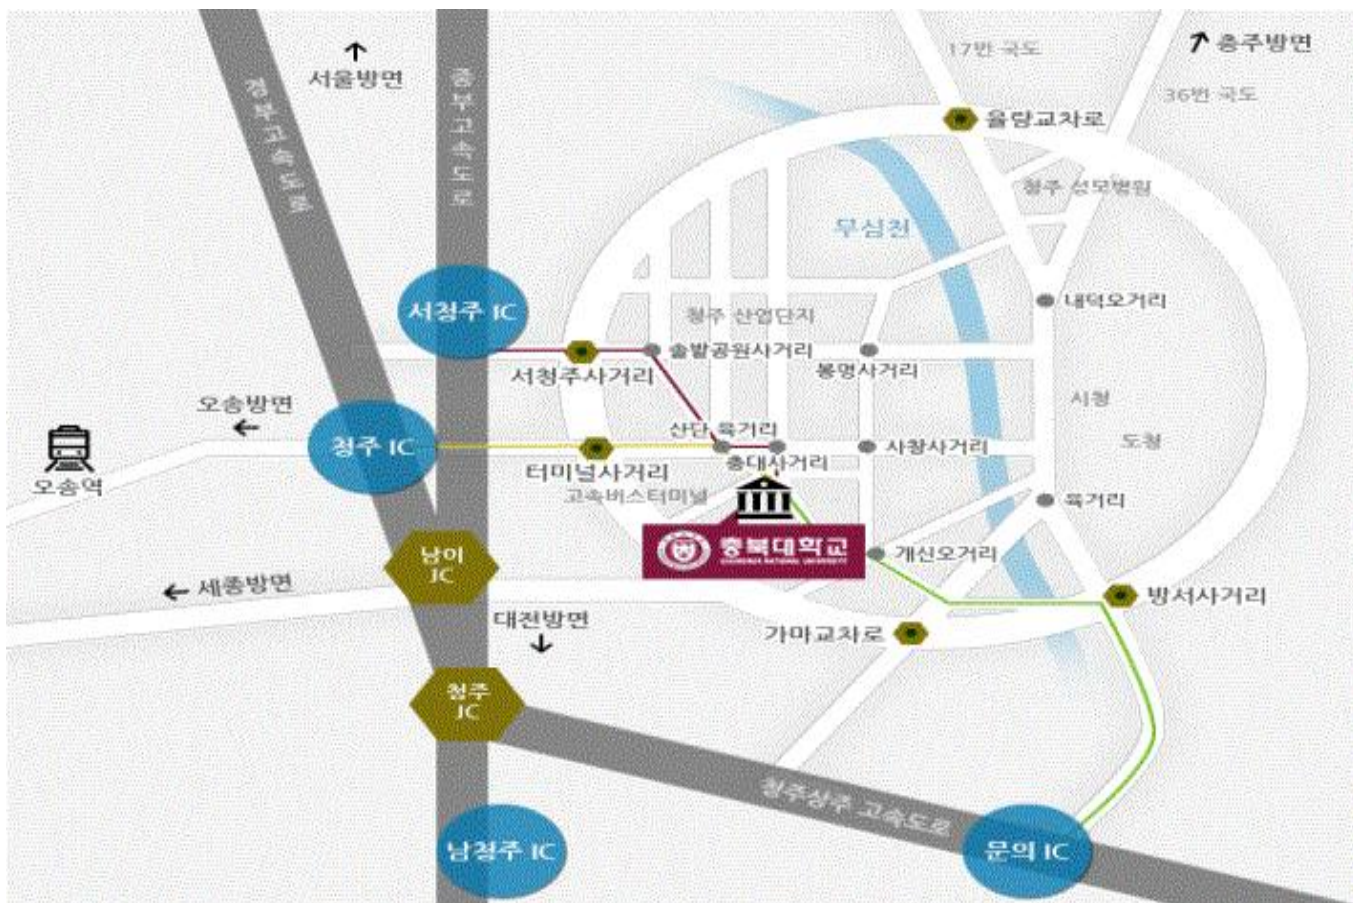 17번 국도
충주방면
서울방면
경부고속도로
중부고속도로
36번 국도
율량교차로
청주 성모병원
무심천
서청주 IC
내덕오거리
청주 산업단지
솔밭공원사거리
서청주사거리
봉명사거리
오송방면
시청
청주 IC
산단 육거리
사창사거리
도청
오송역
터미널사거리
충대사거리
고속버스터미널
육거리
남이
JC
충북대학교
CHUNGBUK NATIONAL UNIVERSITY
개신오거리
세종방면
방서사거리
대전방면
가마교차로
청주
JC
청주상주 고속도로
남청주 IC
문의 IC